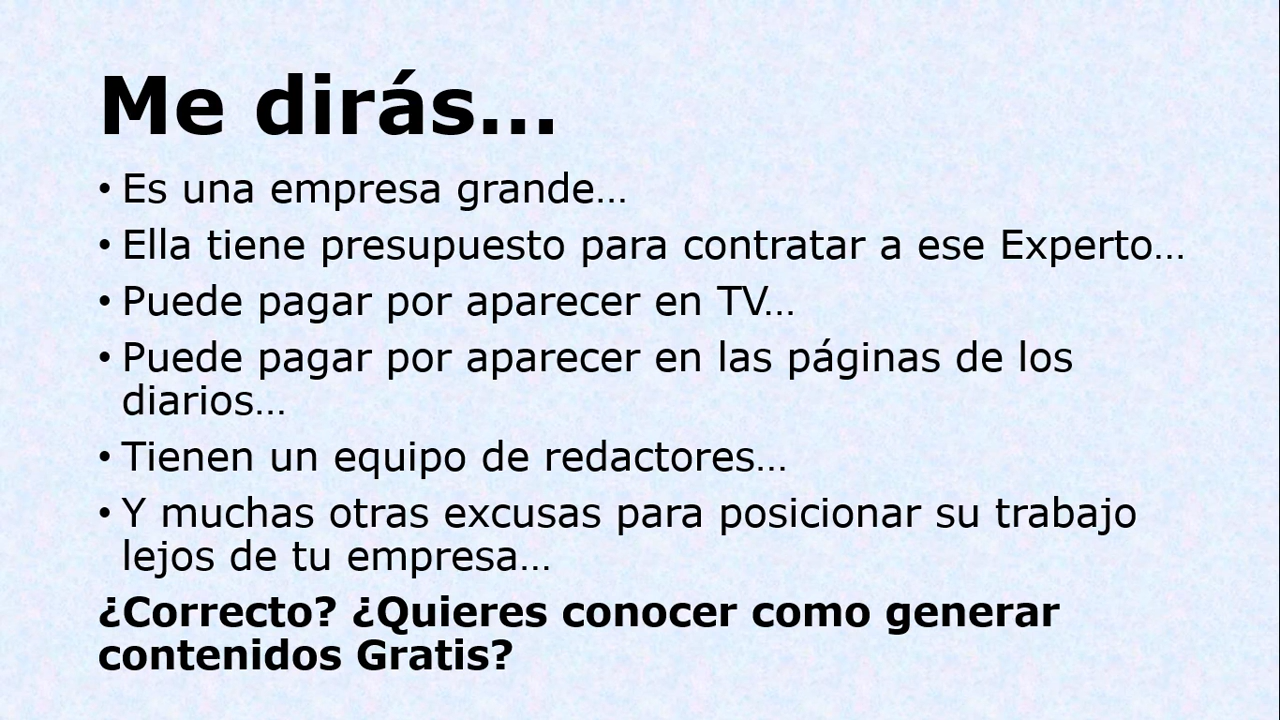 Me dirás...
• Es una empresa grande...
• Ella tiene presupuesto para contratar a ese Experto...
• Puede pagar por aparecer en TV...
• Puede pagar por aparecer en las páginas de los
diarios...
• Tienen un equipo de redactores...
• Y muchas otras excusas para posicionar su trabajo
lejos de tu empresa...
¿Correcto? ¿Quieres conocer como generar
contenidos Gratis?